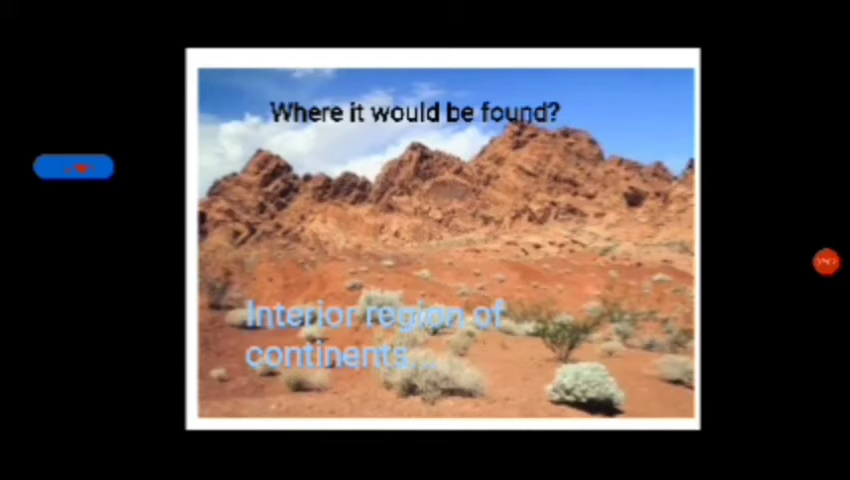 Where it would be found?
Interior region of
continents...